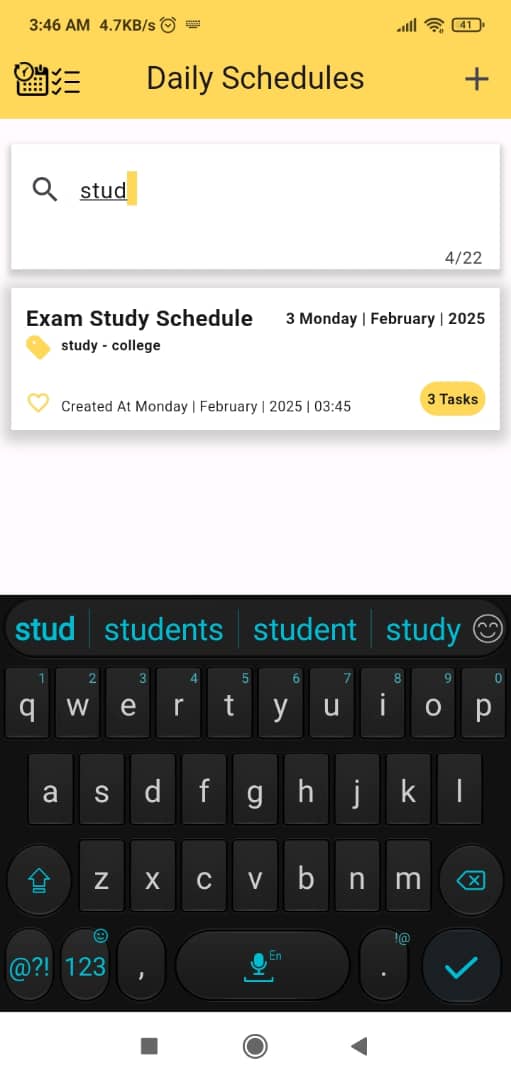 3:46 AM 4.7KB/s 41
Daily Schedules +
stud
4/22
Exam Study Schedule 3 Monday | February | 2025
study - college
Created At Monday | February | 2025 | 03:45 3 Tasks
stud students student study
1 2 3 4 5 6 7 8 9 0
q w e r t y u i o p
a s d f g h j k l
z x c v b n m
@?! 123 , En . !@